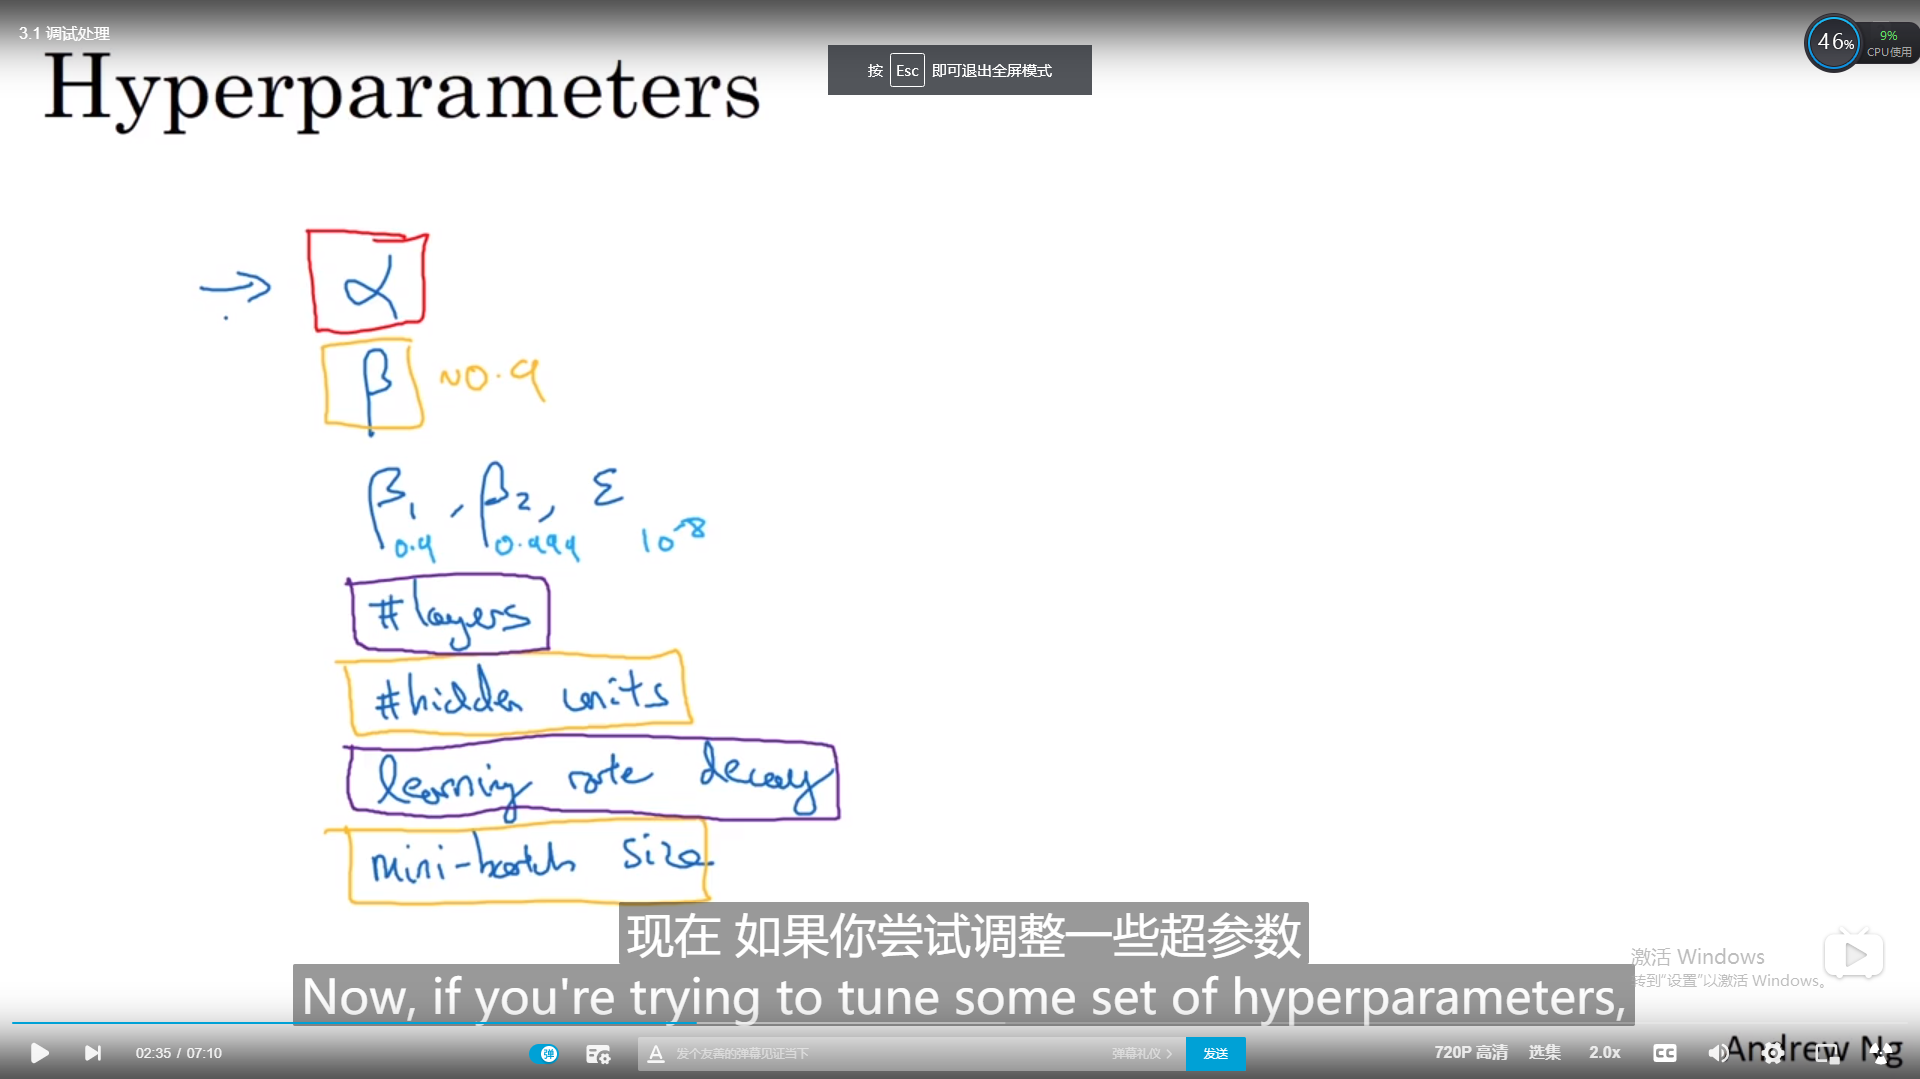 3.1 调试处理
Hyperparameters
按 Esc 即可退出全屏模式
46%
9%
CPU使用
α
β ~0.9
β1, β2, ε
0.9 0.999 10^-8
#layers
#hidden units
learning rate decay
mini-batch size
现在 如果你尝试调整一些超参数
Now, if you're trying to tune some set of hyperparameters,
激活 Windows
转到“设置”以激活 Windows。
02:35 / 07:10
弹
A 发个友善的弹幕见证当下
弹幕礼仪 >
发送
720P 高清
选集
2.0x
CC
Andrew Ng